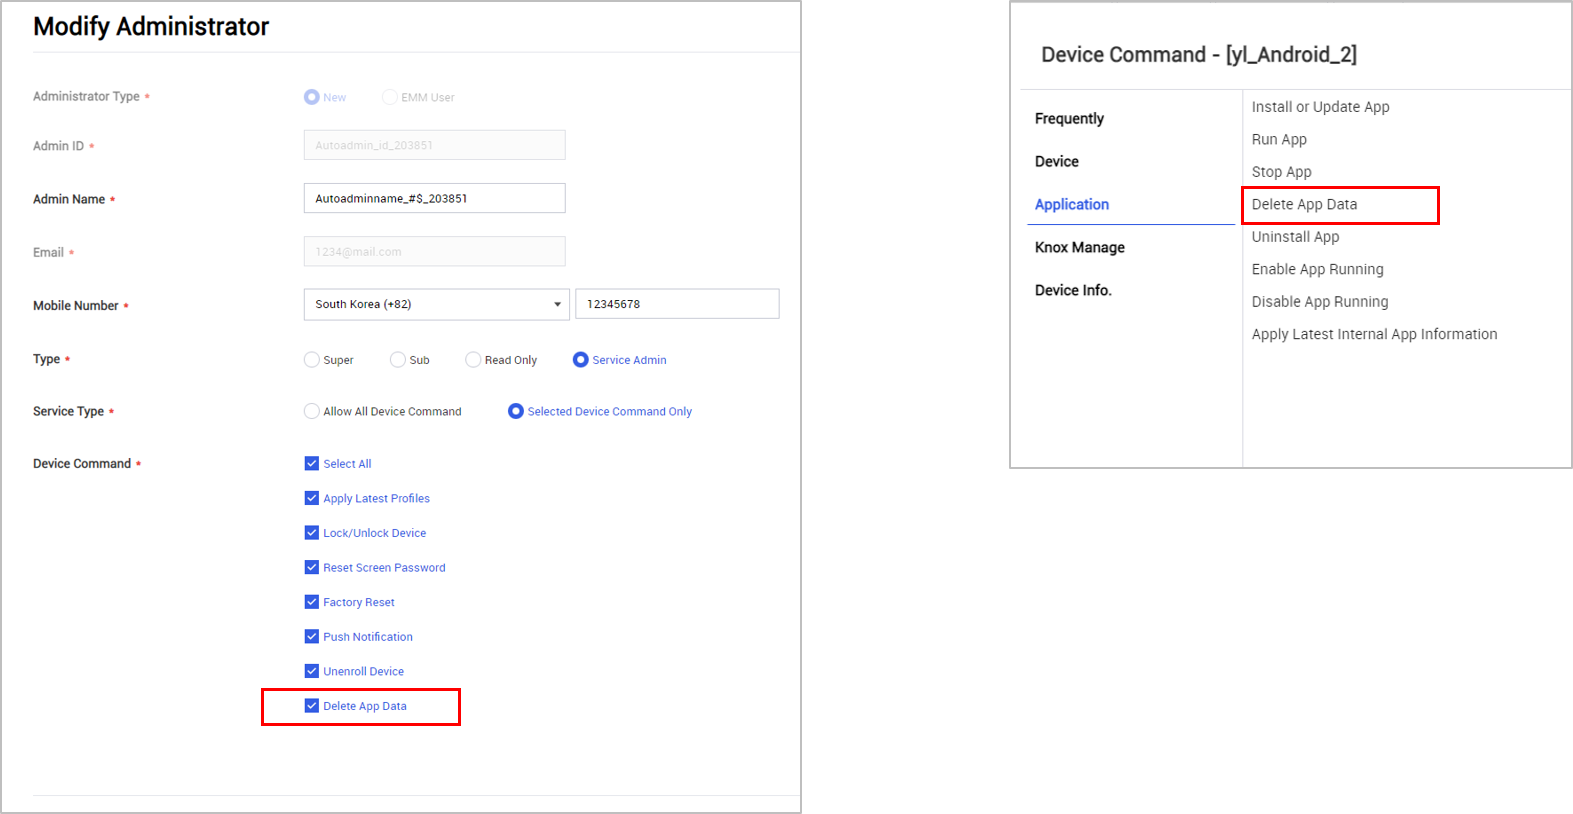 Modify Administrator
Administrator Type *
New
EMM User
Admin ID *
Autoadmin_id_203851
Admin Name *
Autoadminname_#$_203851
Email *
1234@mail.com
Mobile Number *
South Korea (+82)
12345678
Type *
Super
Sub
Read Only
Service Admin
Service Type *
Allow All Device Command
Selected Device Command Only
Device Command *
Select All
Apply Latest Profiles
Lock/Unlock Device
Reset Screen Password
Factory Reset
Push Notification
Unenroll Device
Delete App Data
Device Command - [yl_Android_2]
Frequently
Device
Application
Knox Manage
Device Info.
Install or Update App
Run App
Stop App
Delete App Data
Uninstall App
Enable App Running
Disable App Running
Apply Latest Internal App Information